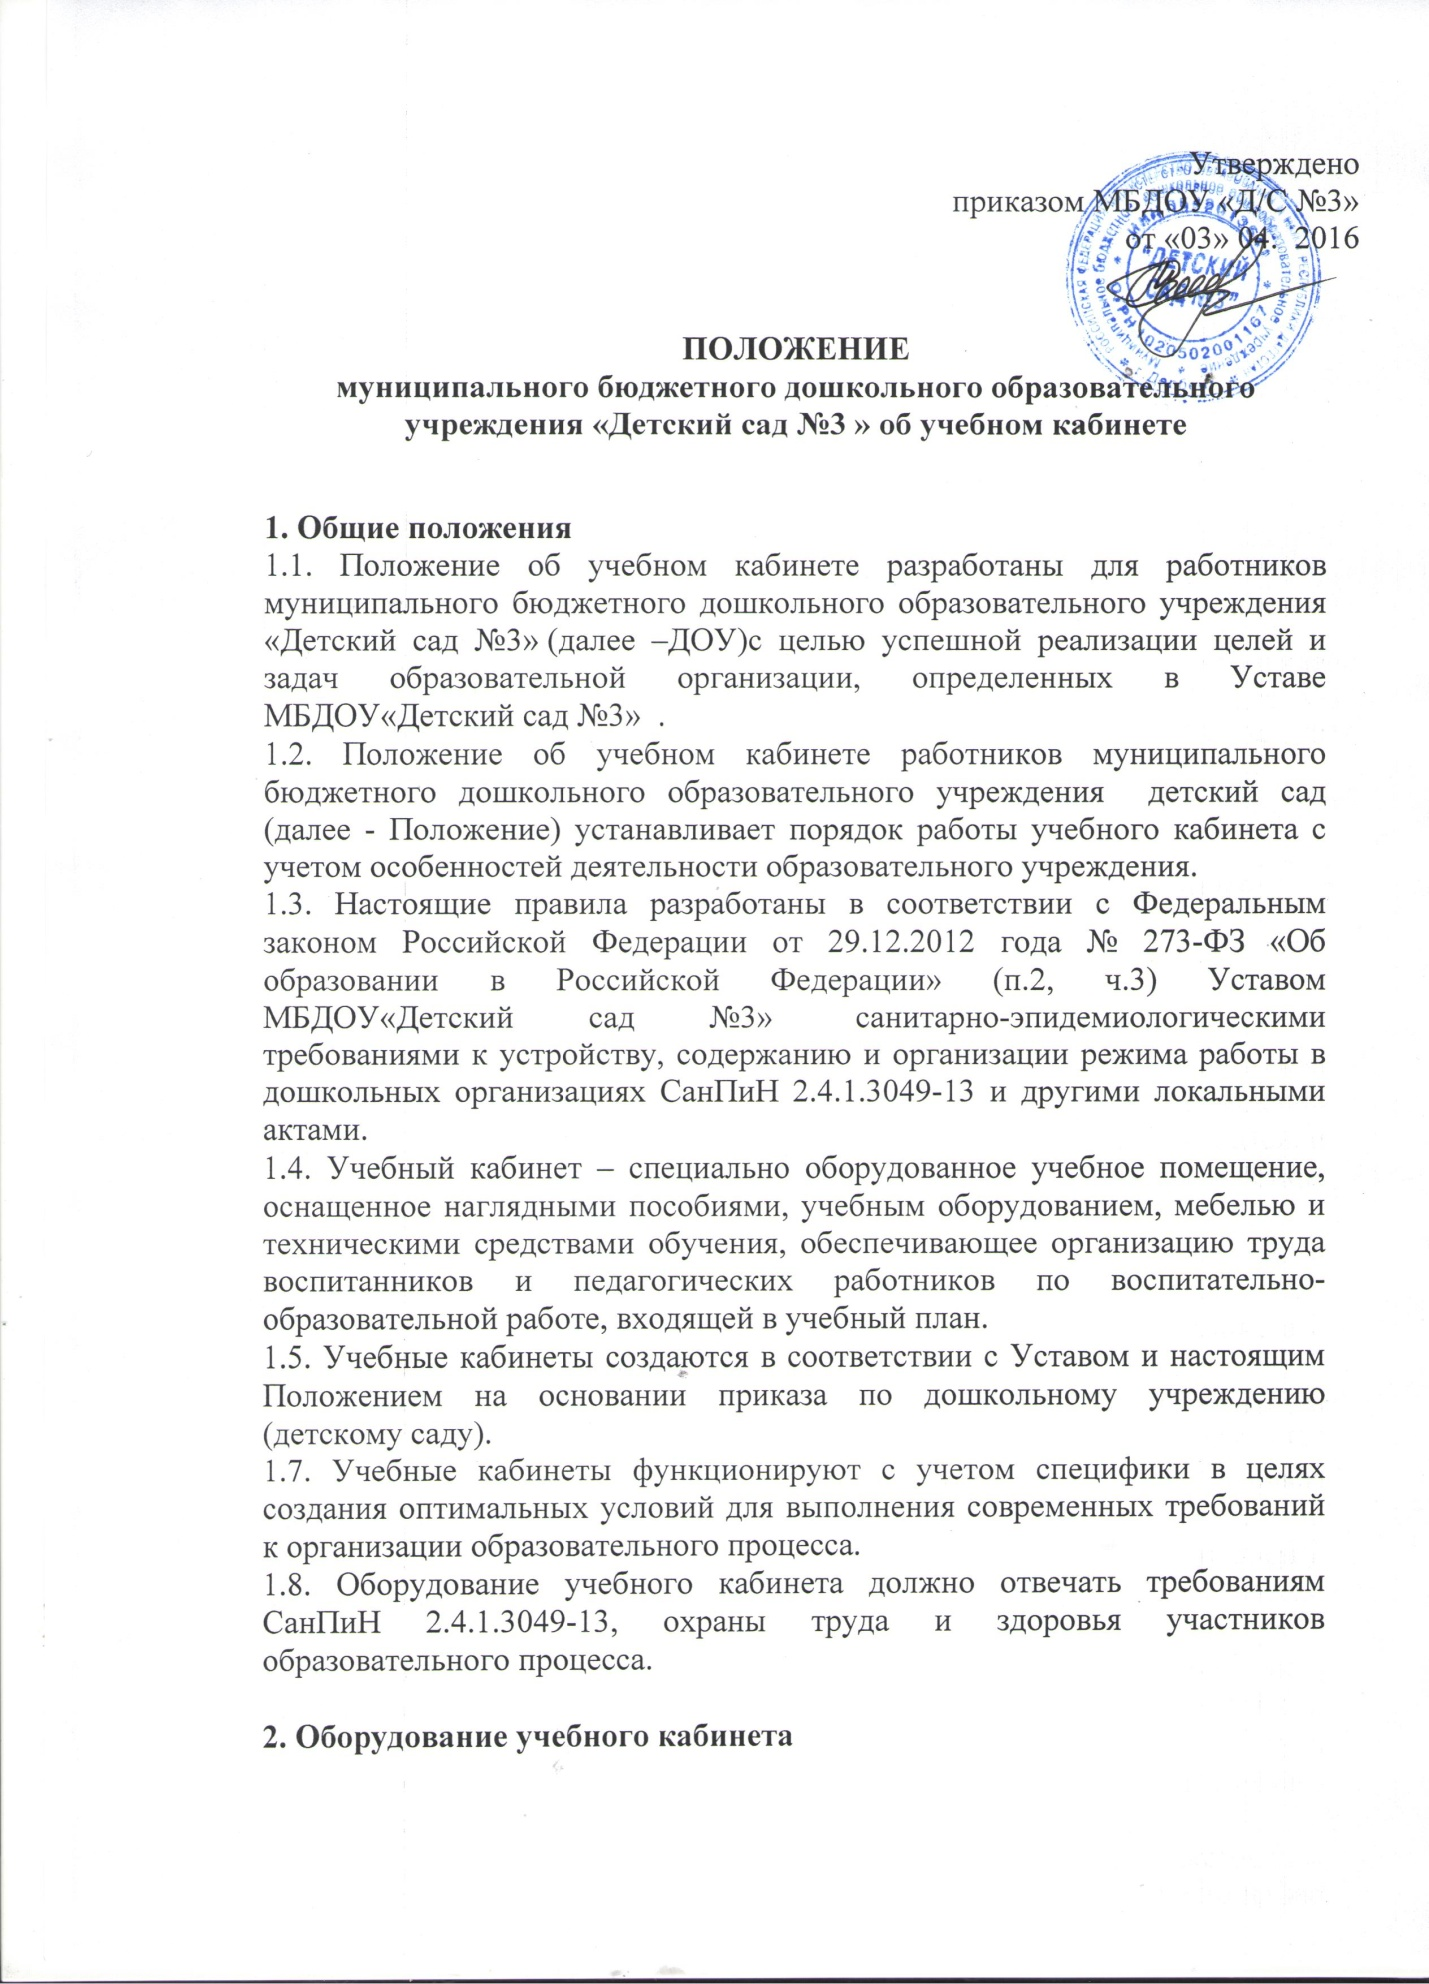 Утверждено
приказом МБДОУ «Д/С №3»
от «03» 04. 2016
"ДЕТСКИЙ
САД №3"
ОГРН 1020502001167
ПОЛОЖЕНИЕ
муниципального бюджетного дошкольного образовательного
учреждения «Детский сад №3 » об учебном кабинете
1. Общие положения
1.1. Положение об учебном кабинете разработаны для работников
муниципального бюджетного дошкольного образовательного учреждения
«Детский сад №3» (далее –ДОУ)с целью успешной реализации целей и
задач образовательной организации, определенных в Уставе
МБДОУ«Детский сад №3» .
1.2. Положение об учебном кабинете работников муниципального
бюджетного дошкольного образовательного учреждения детский сад
(далее - Положение) устанавливает порядок работы учебного кабинета с
учетом особенностей деятельности образовательного учреждения.
1.3. Настоящие правила разработаны в соответствии с Федеральным
законом Российской Федерации от 29.12.2012 года № 273-ФЗ «Об
образовании в Российской Федерации» (п.2, ч.3) Уставом
МБДОУ«Детский сад №3» санитарно-эпидемиологическими
требованиями к устройству, содержанию и организации режима работы в
дошкольных организациях СанПиН 2.4.1.3049-13 и другими локальными
актами.
1.4. Учебный кабинет – специально оборудованное учебное помещение,
оснащенное наглядными пособиями, учебным оборудованием, мебелью и
техническими средствами обучения, обеспечивающее организацию труда
воспитанников и педагогических работников по воспитательно-
образовательной работе, входящей в учебный план.
1.5. Учебные кабинеты создаются в соответствии с Уставом и настоящим
Положением на основании приказа по дошкольному учреждению
(детскому саду).
1.7. Учебные кабинеты функционируют с учетом специфики в целях
создания оптимальных условий для выполнения современных требований
к организации образовательного процесса.
1.8. Оборудование учебного кабинета должно отвечать требованиям
СанПиН 2.4.1.3049-13, охраны труда и здоровья участников
образовательного процесса.
2. Оборудование учебного кабинета